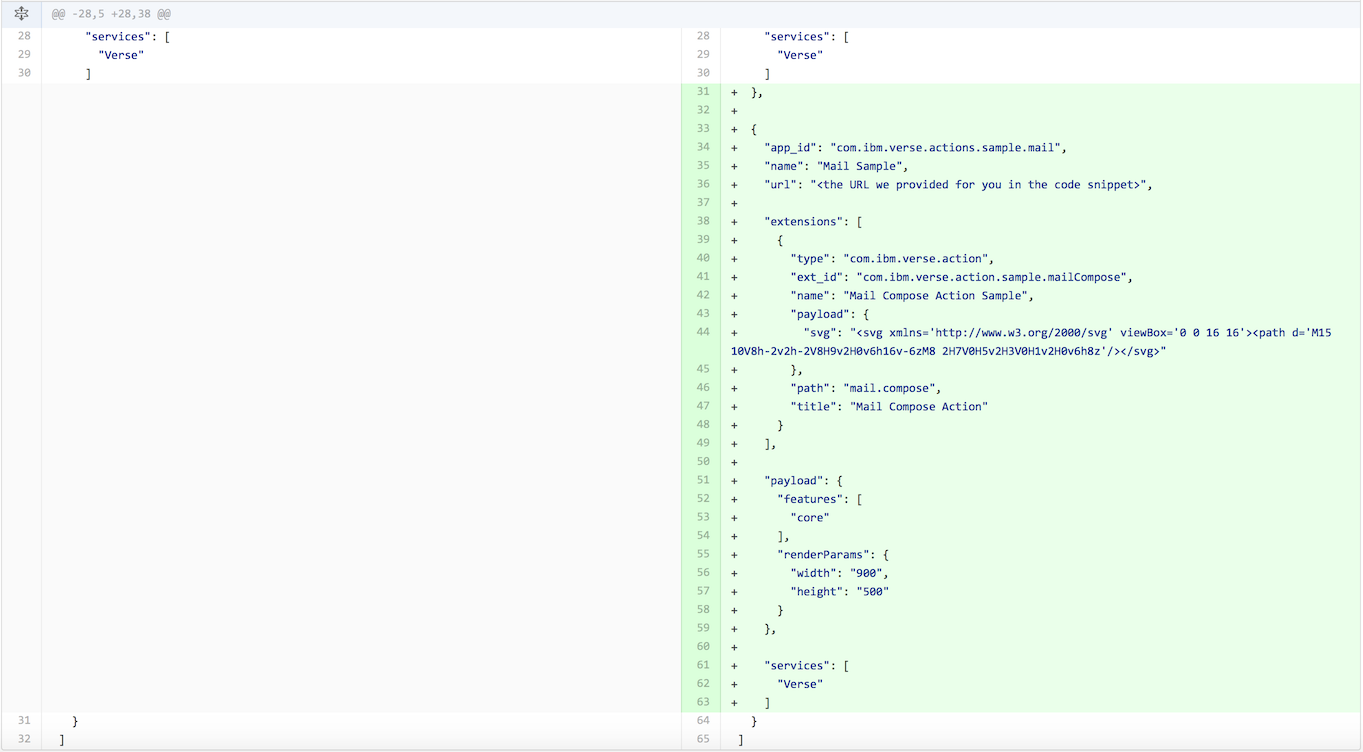 @@ -28,5 +28,38 @@
28 "services": [
29 "Verse"
30 ]
31 }
32 ]
28 "services": [
29 "Verse"
30 ]
31 + },
32 +
33 + {
34 + "app_id": "com.ibm.verse.actions.sample.mail",
35 + "name": "Mail Sample",
36 + "url": "<the URL we provided for you in the code snippet>",
37 +
38 + "extensions": [
39 + {
40 + "type": "com.ibm.verse.action",
41 + "ext_id": "com.ibm.verse.action.sample.mailCompose",
42 + "name": "Mail Compose Action Sample",
43 + "payload": {
44 + "svg": "<svg xmlns='http://www.w3.org/2000/svg' viewBox='0 0 16 16'><path d='M15
10V8h-2v2h-2V8H9v2H0v6h16v-6zM8 2H7V0H5v2H3V0H1v2H0v6h8z'/></svg>"
45 + },
46 + "path": "mail.compose",
47 + "title": "Mail Compose Action"
48 + }
49 + ],
50 +
51 + "payload": {
52 + "features": [
53 + "core"
54 + ],
55 + "renderParams": {
56 + "width": "900",
57 + "height": "500"
58 + }
59 + },
60 +
61 + "services": [
62 + "Verse"
63 + ]
64 }
65 ]